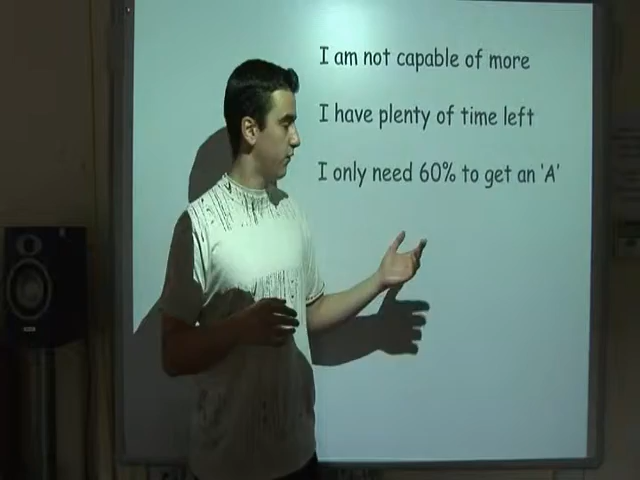 I am not capable of more
I have plenty of time left
I only need 60% to get an 'A'